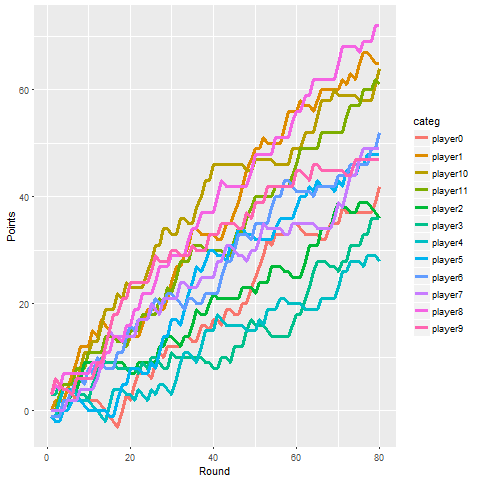 60
40
20
0
Points
0
20
40
60
80
Round
categ
player0
player1
player10
player11
player2
player3
player4
player5
player6
player7
player8
player9